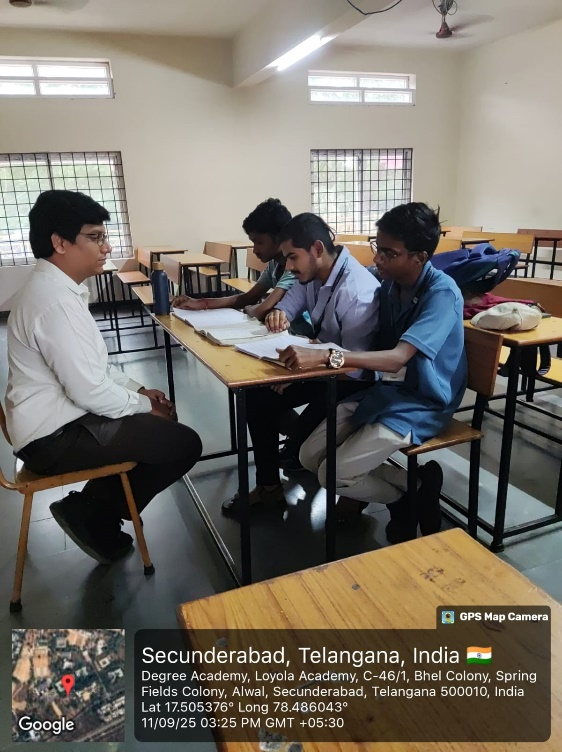 GPS Map Camera
Secunderabad, Telangana, India 🇮🇳
Degree Academy, Loyola Academy, C-46/1, Bhel Colony, Spring
Fields Colony, Alwal, Secunderabad, Telangana 500010, India
Lat 17.505376° Long 78.486043°
11/09/25 03:25 PM GMT +05:30
Google